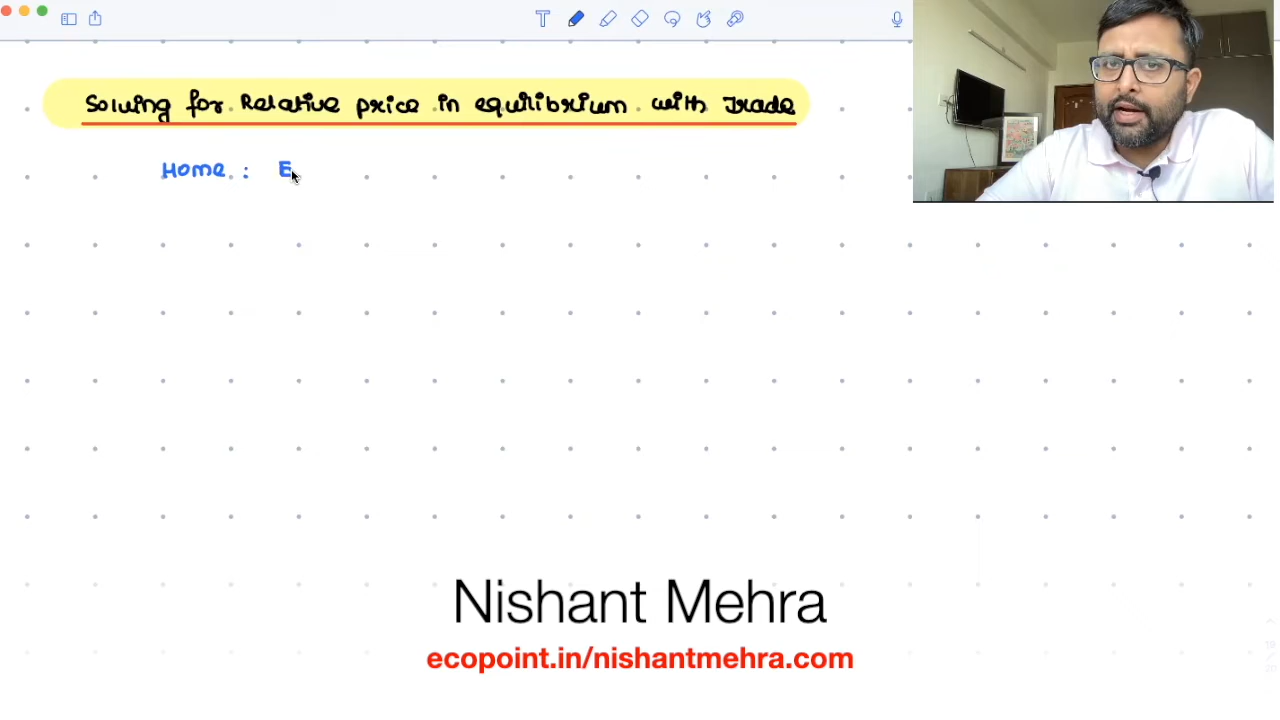 Solving for Relative price in equilibrium with Trade
Home : E
Nishant Mehra
ecopoint.in/nishantmehra.com